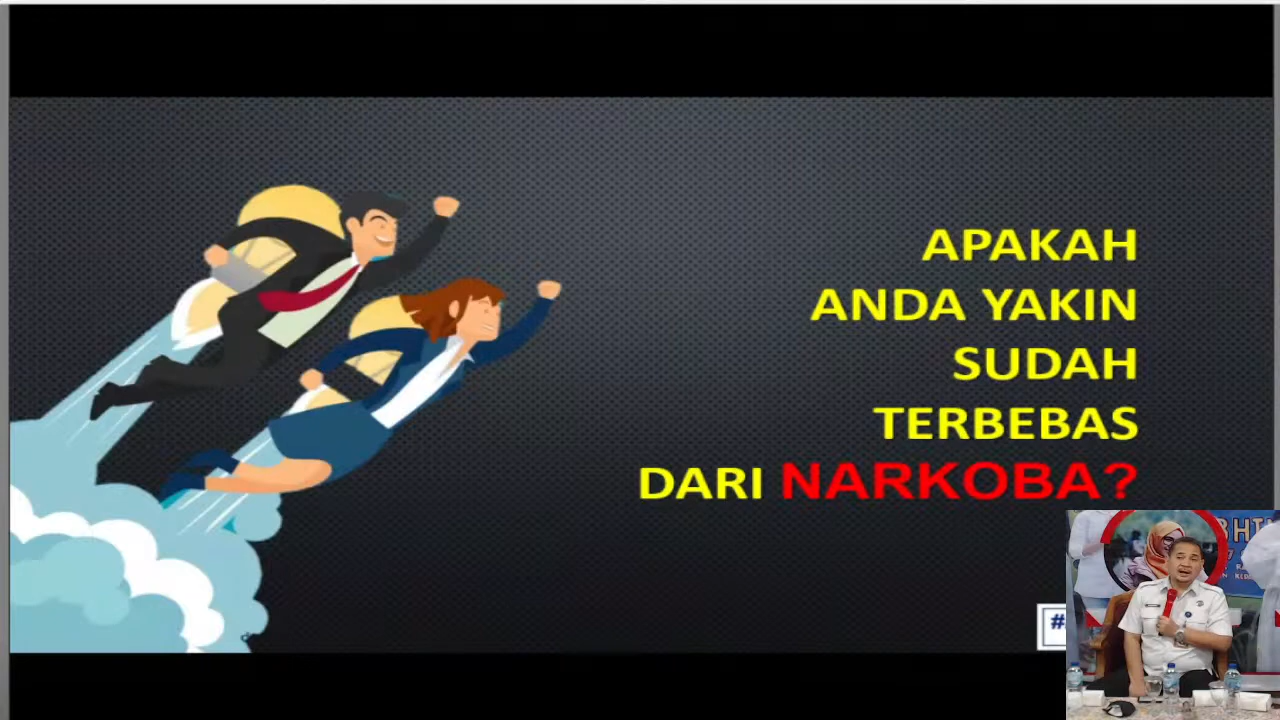 APAKAH
ANDA YAKIN
SUDAH
TERBEBAS
DARI NARKOBA?
#